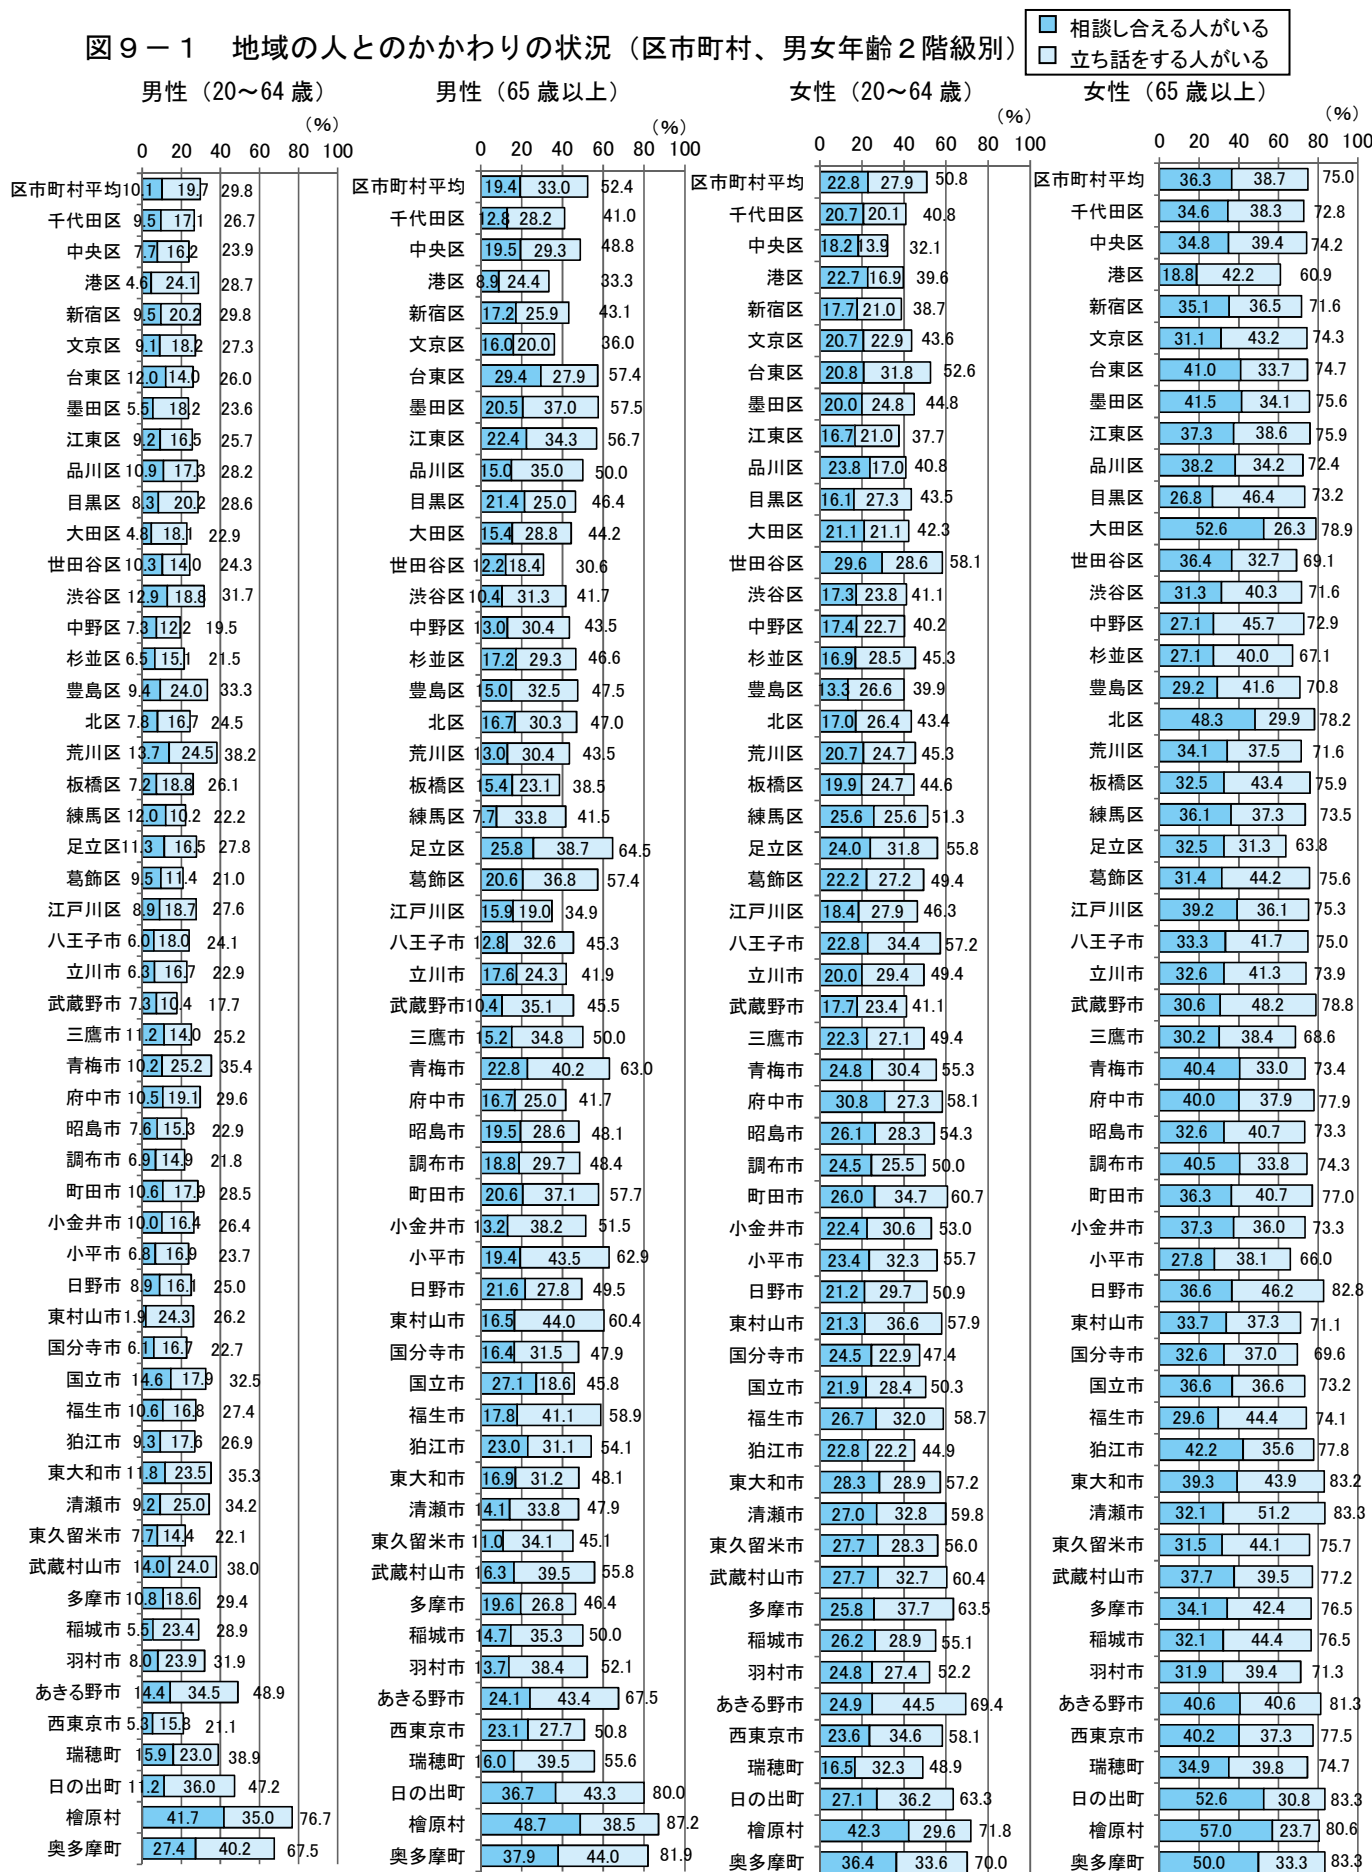 図９－１　地域の人とのかかわりの状況（区市町村、男女年齢２階級別）
相談し合える人がいる
立ち話をする人がいる
男性（20～64 歳）
（%）
0 20 40 60 80 100
区市町村平均 10.1 19.7 29.8
千代田区 9.5 17.1 26.7
中央区 7.7 16.2 23.9
港区 4.6 24.1 28.7
新宿区 9.5 20.2 29.8
文京区 9.1 18.2 27.3
台東区 12.0 14.0 26.0
墨田区 5.5 18.2 23.6
江東区 9.2 16.5 25.7
品川区 10.9 17.3 28.2
目黒区 8.3 20.2 28.6
大田区 4.8 18.1 22.9
世田谷区 10.3 14.0 24.3
渋谷区 12.9 18.8 31.7
中野区 7.3 12.2 19.5
杉並区 6.5 15.1 21.5
豊島区 9.4 24.0 33.3
北区 7.8 16.7 24.5
荒川区 13.7 24.5 38.2
板橋区 7.2 18.8 26.1
練馬区 12.0 10.2 22.2
足立区 11.3 16.5 27.8
葛飾区 9.5 11.4 21.0
江戸川区 8.9 18.7 27.6
八王子市 6.0 18.0 24.1
立川市 6.3 16.7 22.9
武蔵野市 7.3 10.4 17.7
三鷹市 11.2 14.0 25.2
青梅市 10.2 25.2 35.4
府中市 10.5 19.1 29.6
昭島市 7.6 15.3 22.9
調布市 6.9 14.9 21.8
町田市 10.6 17.9 28.5
小金井市 10.0 16.4 26.4
小平市 6.8 16.9 23.7
日野市 8.9 16.1 25.0
東村山市 1.9 24.3 26.2
国分寺市 6.1 16.7 22.7
国立市 14.6 17.9 32.5
福生市 10.6 16.8 27.4
狛江市 9.3 17.6 26.9
東大和市 11.8 23.5 35.3
清瀬市 9.2 25.0 34.2
東久留米市 7.7 14.4 22.1
武蔵村山市 14.0 24.0 38.0
多摩市 10.8 18.6 29.4
稲城市 5.5 23.4 28.9
羽村市 8.0 23.9 31.9
あきる野市 14.4 34.5 48.9
西東京市 5.3 15.8 21.1
瑞穂町 15.9 23.0 38.9
日の出町 11.2 36.0 47.2
檜原村 41.7 35.0 76.7
奥多摩町 27.4 40.2 67.5
男性（65 歳以上）
（%）
0 20 40 60 80 100
区市町村平均 19.4 33.0 52.4
千代田区 12.8 28.2 41.0
中央区 19.5 29.3 48.8
港区 8.9 24.4 33.3
新宿区 17.2 25.9 43.1
文京区 16.0 20.0 36.0
台東区 29.4 27.9 57.4
墨田区 20.5 37.0 57.5
江東区 22.4 34.3 56.7
品川区 15.0 35.0 50.0
目黒区 21.4 25.0 46.4
大田区 15.4 28.8 44.2
世田谷区 12.2 18.4 30.6
渋谷区 10.4 31.3 41.7
中野区 13.0 30.4 43.5
杉並区 17.2 29.3 46.6
豊島区 15.0 32.5 47.5
北区 16.7 30.3 47.0
荒川区 13.0 30.4 43.5
板橋区 15.4 23.1 38.5
練馬区 7.7 33.8 41.5
足立区 25.8 38.7 64.5
葛飾区 20.6 36.8 57.4
江戸川区 15.9 19.0 34.9
八王子市 12.8 32.6 45.3
立川市 17.6 24.3 41.9
武蔵野市 10.4 35.1 45.5
三鷹市 15.2 34.8 50.0
青梅市 22.8 40.2 63.0
府中市 16.7 25.0 41.7
昭島市 19.5 28.6 48.1
調布市 18.8 29.7 48.4
町田市 20.6 37.1 57.7
小金井市 13.2 38.2 51.5
小平市 19.4 43.5 62.9
日野市 21.6 27.8 49.5
東村山市 16.5 44.0 60.4
国分寺市 16.4 31.5 47.9
国立市 27.1 18.6 45.8
福生市 17.8 41.1 58.9
狛江市 23.0 31.1 54.1
東大和市 16.9 31.2 48.1
清瀬市 14.1 33.8 47.9
東久留米市 11.0 34.1 45.1
武蔵村山市 16.3 39.5 55.8
多摩市 19.6 26.8 46.4
稲城市 14.7 35.3 50.0
羽村市 13.7 38.4 52.1
あきる野市 24.1 43.4 67.5
西東京市 23.1 27.7 50.8
瑞穂町 16.0 39.5 55.6
日の出町 36.7 43.3 80.0
檜原村 48.7 38.5 87.2
奥多摩町 37.9 44.0 81.9
女性（20～64 歳）
（%）
0 20 40 60 80 100
区市町村平均 22.8 27.9 50.8
千代田区 20.7 20.1 40.8
中央区 18.2 13.9 32.1
港区 22.7 16.9 39.6
新宿区 17.7 21.0 38.7
文京区 20.7 22.9 43.6
台東区 20.8 31.8 52.6
墨田区 20.0 24.8 44.8
江東区 16.7 21.0 37.7
品川区 23.8 17.0 40.8
目黒区 16.1 27.3 43.5
大田区 21.1 21.1 42.3
世田谷区 29.6 28.6 58.1
渋谷区 17.3 23.8 41.1
中野区 17.4 22.7 40.2
杉並区 16.9 28.5 45.3
豊島区 13.3 26.6 39.9
北区 17.0 26.4 43.4
荒川区 20.7 24.7 45.3
板橋区 19.9 24.7 44.6
練馬区 25.6 25.6 51.3
足立区 24.0 31.8 55.8
葛飾区 22.2 27.2 49.4
江戸川区 18.4 27.9 46.3
八王子市 22.8 34.4 57.2
立川市 20.0 29.4 49.4
武蔵野市 17.7 23.4 41.1
三鷹市 22.3 27.1 49.4
青梅市 24.8 30.4 55.3
府中市 30.8 27.3 58.1
昭島市 26.1 28.3 54.3
調布市 24.5 25.5 50.0
町田市 26.0 34.7 60.7
小金井市 22.4 30.6 53.0
小平市 23.4 32.3 55.7
日野市 21.2 29.7 50.9
東村山市 21.3 36.6 57.9
国分寺市 24.5 22.9 47.4
国立市 21.9 28.4 50.3
福生市 26.7 32.0 58.7
狛江市 22.8 22.2 44.9
東大和市 28.3 28.9 57.2
清瀬市 27.0 32.8 59.8
東久留米市 27.7 28.3 56.0
武蔵村山市 27.7 32.7 60.4
多摩市 25.8 37.7 63.5
稲城市 26.2 28.9 55.1
羽村市 24.8 27.4 52.2
あきる野市 24.9 44.5 69.4
西東京市 23.6 34.6 58.1
瑞穂町 16.5 32.3 48.9
日の出町 27.1 36.2 63.3
檜原村 42.3 29.6 71.8
奥多摩町 36.4 33.6 70.0
女性（65 歳以上）
（%）
0 20 40 60 80 100
区市町村平均 36.3 38.7 75.0
千代田区 34.6 38.3 72.8
中央区 34.8 39.4 74.2
港区 18.8 42.2 60.9
新宿区 35.1 36.5 71.6
文京区 31.1 43.2 74.3
台東区 41.0 33.7 74.7
墨田区 41.5 34.1 75.6
江東区 37.3 38.6 75.9
品川区 38.2 34.2 72.4
目黒区 26.8 46.4 73.2
大田区 52.6 26.3 78.9
世田谷区 36.4 32.7 69.1
渋谷区 31.3 40.3 71.6
中野区 27.1 45.7 72.9
杉並区 27.1 40.0 67.1
豊島区 29.2 41.6 70.8
北区 48.3 29.9 78.2
荒川区 34.1 37.5 71.6
板橋区 32.5 43.4 75.9
練馬区 36.1 37.3 73.5
足立区 32.5 31.3 63.8
葛飾区 31.4 44.2 75.6
江戸川区 39.2 36.1 75.3
八王子市 33.3 41.7 75.0
立川市 32.6 41.3 73.9
武蔵野市 30.6 48.2 78.8
三鷹市 30.2 38.4 68.6
青梅市 40.4 33.0 73.4
府中市 40.0 37.9 77.9
昭島市 32.6 40.7 73.3
調布市 40.5 33.8 74.3
町田市 36.3 40.7 77.0
小金井市 37.3 36.0 73.3
小平市 27.8 38.1 66.0
日野市 36.6 46.2 82.8
東村山市 33.7 37.3 71.1
国分寺市 32.6 37.0 69.6
国立市 36.6 36.6 73.2
福生市 29.6 44.4 74.1
狛江市 42.2 35.6 77.8
東大和市 39.3 43.9 83.2
清瀬市 32.1 51.2 83.3
東久留米市 31.5 44.1 75.7
武蔵村山市 37.7 39.5 77.2
多摩市 34.1 42.4 76.5
稲城市 32.1 44.4 76.5
羽村市 31.9 39.4 71.3
あきる野市 40.6 40.6 81.3
西東京市 40.2 37.3 77.5
瑞穂町 34.9 39.8 74.7
日の出町 52.6 30.8 83.3
檜原村 57.0 23.7 80.6
奥多摩町 50.0 33.3 83.3